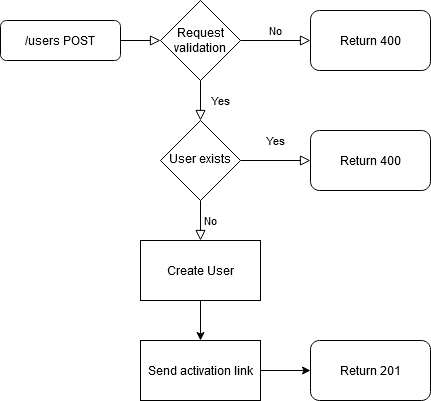 /users POST
Request
validation
No
Return 400
Yes
User exists
Yes
Return 400
No
Create User
Send activation link
Return 201